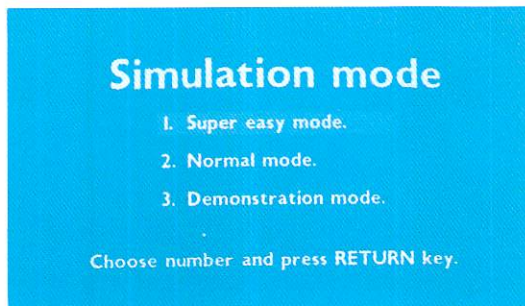 Simulation mode
1. Super easy mode.
2. Normal mode.
3. Demonstration mode.
Choose number and press RETURN key.